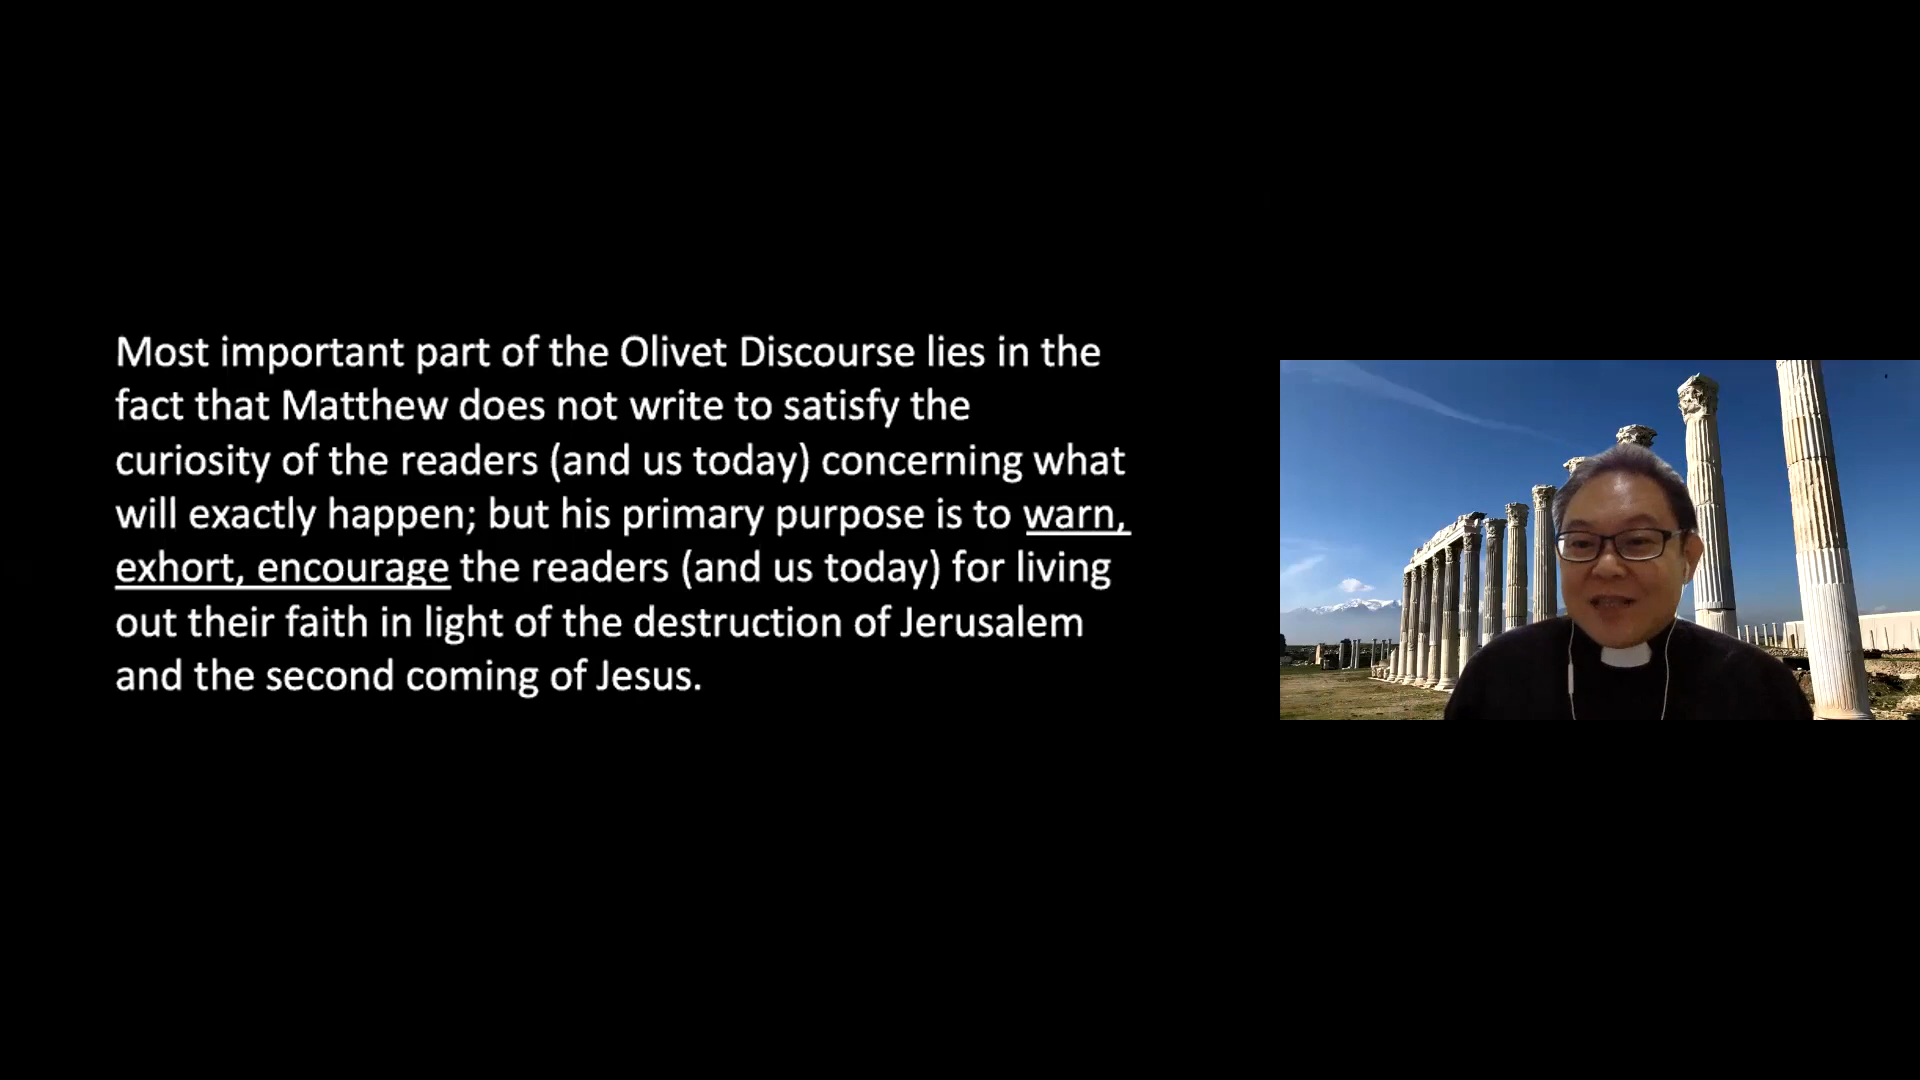 Most important part of the Olivet Discourse lies in the
fact that Matthew does not write to satisfy the
curiosity of the readers (and us today) concerning what
will exactly happen; but his primary purpose is to warn,
exhort, encourage the readers (and us today) for living
out their faith in light of the destruction of Jerusalem
and the second coming of Jesus.